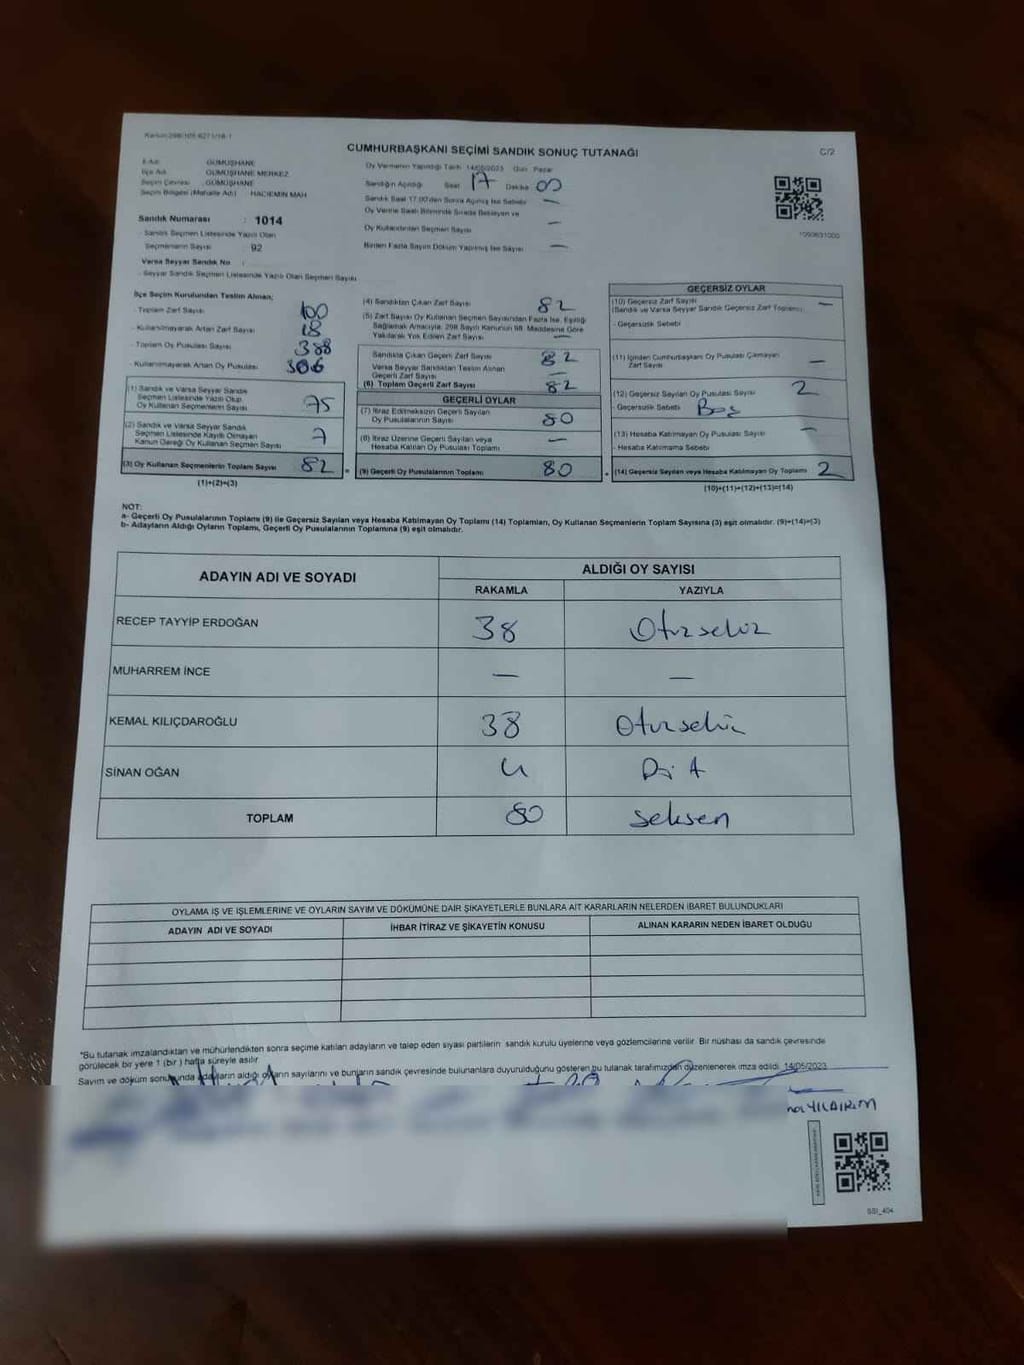 Kanun:298/105 6271/18-1
CUMHURBAŞKANI SEÇİMİ SANDIK SONUÇ TUTANAĞI
C/2
İl Adı : GÜMÜŞHANE
İlçe Adı : GÜMÜŞHANE MERKEZ
Seçim Çevresi : GÜMÜŞHANE
Seçim Bölgesi (Mahalle Adı) : HACIEMİN MAH
Sandık Numarası : 1014
- Sandık Seçmen Listesinde Yazılı Olan
Seçmenlerin Sayısı : 92
Varsa Seyyar Sandık No :
- Seyyar Sandık Seçmen Listesinde Yazılı Olan Seçmen Sayısı
Oy Vermenin Yapıldığı Tarih 14/05/2023 Gün Pazar
Sandığın Açıldığı Saat 17 Dakika 00
Sandık Saat 17.00'den Sonra Açılmış İse Sebebi —
Oy Verme Saati Bitiminde Sırada Bekleyen ve
Oy Kullandırılan Seçmen Sayısı —
Birden Fazla Sayım Döküm Yapılmış İse Sayısı —
1090631000
İlçe Seçim Kurulundan Teslim Alınan;
- Toplam Zarf Sayısı 100
- Kullanılmayarak Artan Zarf Sayısı 18
- Toplam Oy Pusulası Sayısı 388
- Kullanılmayarak Artan Oy Pusulası 306
(1) Sandık ve Varsa Seyyar Sandık
Seçmen Listesinde Yazılı Olup
Oy Kullanan Seçmenlerin Sayısı 75
(2) Sandık ve Varsa Seyyar Sandık
Seçmen Listesinde Kayıtlı Olmayan
Kanun Gereği Oy Kullanan Seçmen Sayısı 7
(3) Oy Kullanan Seçmenlerin Toplam Sayısı 82 =
(1)+(2)=(3)
(4) Sandıktan Çıkan Zarf Sayısı 82
(5) Zarf Sayısı Oy Kullanan Seçmen Sayısından Fazla İse, Eşitliği
Sağlamak Amacıyla, 298 Sayılı Kanunun 98. Maddesine Göre
Yakılarak Yok Edilen Zarf Sayısı —
Sandıkta Çıkan Geçerli Zarf Sayısı 82
Varsa Seyyar Sandıktan Teslim Alınan
Geçerli Zarf Sayısı —
(6) Toplam Geçerli Zarf Sayısı 82
GEÇERLİ OYLAR
(7) İtiraz Edilmeksizin Geçerli Sayılan
Oy Pusulalarının Sayısı 80
(8) İtiraz Üzerine Geçerli Sayılan veya
Hesaba Katılan Oy Pusulaları Toplamı —
(9) Geçerli Oy Pusulalarının Toplamı 80 +
GEÇERSİZ OYLAR
(10) Geçersiz Zarf Sayısı —
(Sandık ve Varsa Seyyar Sandık Geçersiz Zarf Toplamı)
- Geçersizlik Sebebi
(11) İçinden Cumhurbaşkanı Oy Pusulası Çıkmayan
Zarf Sayısı —
(12) Geçersiz Sayılan Oy Pusulası Sayısı 2
- Geçersizlik Sebebi Boş
(13) Hesaba Katılmayan Oy Pusulası Sayısı —
- Hesaba Katılmama Sebebi
(14) Geçersiz Sayılan veya Hesaba Katılmayan Oy Toplamı 2
(10)+(11)+(12)+(13)=(14)
NOT:
a- Geçerli Oy Pusulalarının Toplamı (9) ile Geçersiz Sayılan veya Hesaba Katılmayan Oy Toplamı (14) Toplamları, Oy Kullanan Seçmenlerin Toplam Sayısına (3) eşit olmalıdır. (9)+(14)=(3)
b- Adayların Aldığı Oyların Toplamı, Geçerli Oy Pusulalarının Toplamına (9) eşit olmalıdır.
ADAYIN ADI VE SOYADI
ALDIĞI OY SAYISI
RAKAMLA YAZIYLA
RECEP TAYYİP ERDOĞAN 38 Otuzsekiz
MUHARREM İNCE — —
KEMAL KILIÇDAROĞLU 38 Otuzsekiz
SİNAN OĞAN 4 Dört
TOPLAM 80 Seksen
OYLAMA İŞ VE İŞLEMLERİNE VE OYLARIN SAYIM VE DÖKÜMÜNE DAİR ŞİKAYETLERLE BUNLARA AİT KARARLARIN NELERDEN İBARET BULUNDUKLARI
ADAYIN ADI VE SOYADI İHBAR İTİRAZ VE ŞİKAYETİN KONUSU ALINAN KARARIN NEDEN İBARET OLDUĞU
*Bu tutanak imzalandıktan ve mühürlendikten sonra seçime katılan adayların ve talep eden siyasi partilerin sandık kurulu üyelerine veya gözlemcilerine verilir. Bir nüshası da sandık çevresinde
görülecek bir yere 1 (bir) hafta süreyle asılır.
Sayım ve döküm sonucunda adayların aldığı oyların sayılarını ve bunların sandık çevresinde bulunanlara duyurulduğunu gösteren bu tutanak tarafımızdan düzenlenerek imza edildi. 14/05/2023
YILDIRIM
SSI_404